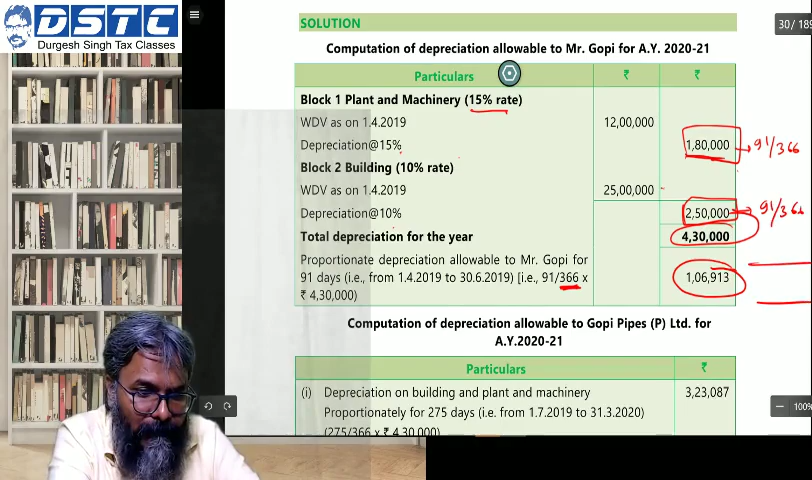 DSTC
Durgesh Singh Tax Classes
30 / 189
SOLUTION
Computation of depreciation allowable to Mr. Gopi for A.Y. 2020-21
Particulars ₹ ₹
Block 1 Plant and Machinery (15% rate)
WDV as on 1.4.2019 12,00,000
Depreciation@15% 1,80,000 91/366
Block 2 Building (10% rate)
WDV as on 1.4.2019 25,00,000
Depreciation@10% 2,50,000 91/366
Total depreciation for the year 4,30,000
Proportionate depreciation allowable to Mr. Gopi for
91 days (i.e., from 1.4.2019 to 30.6.2019) [i.e., 91/366 x 1,06,913
₹ 4,30,000)
Computation of depreciation allowable to Gopi Pipes (P) Ltd. for
A.Y.2020-21
Particulars ₹
(i) Depreciation on building and plant and machinery 3,23,087
Proportionately for 275 days (i.e. from 1.7.2019 to 31.3.2020)
(275/366 x ₹ 4,30,000)
100%